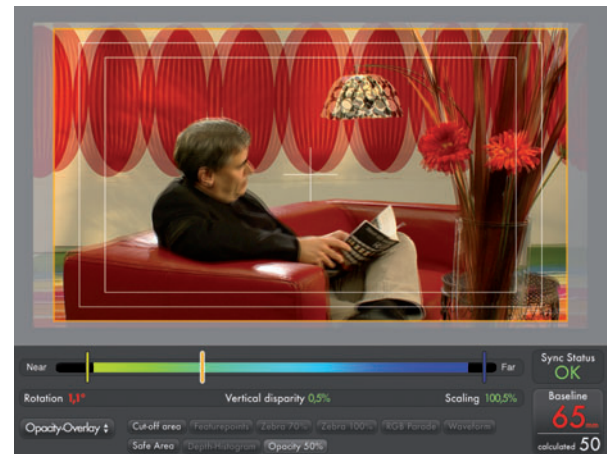 Near Far
Sync Status
OK
Rotation 1,1° Vertical disparity 0,5% Scaling 100,5%
Baseline
65mm
calculated 50
Opacity-Overlay
Cut-off area Featurepoints Zebra 70% Zebra 100% RGB Parade Waveform
Safe Area Depth-Histogram Opacity 50%